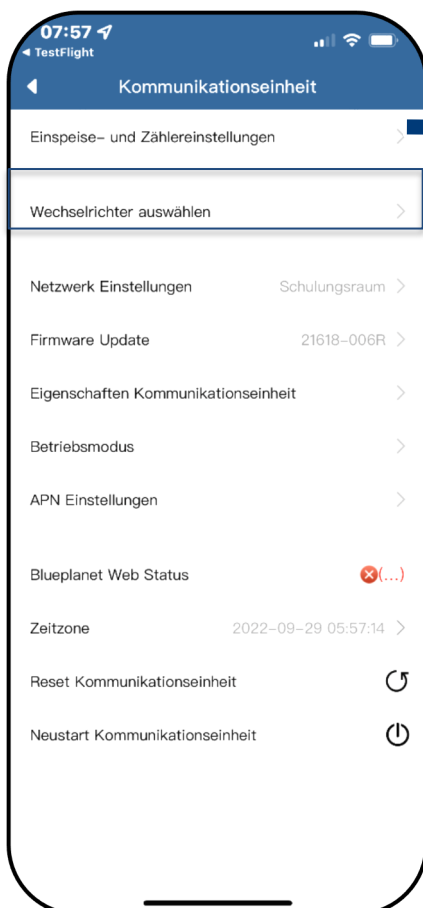 07:57
TestFlight
Kommunikationseinheit
Einspeise- und Zählereinstellungen
Wechselrichter auswählen
Netzwerk Einstellungen Schulungsraum
Firmware Update 21618-006R
Eigenschaften Kommunikationseinheit
Betriebsmodus
APN Einstellungen
Blueplanet Web Status (...)
Zeitzone 2022-09-29 05:57:14
Reset Kommunikationseinheit
Neustart Kommunikationseinheit